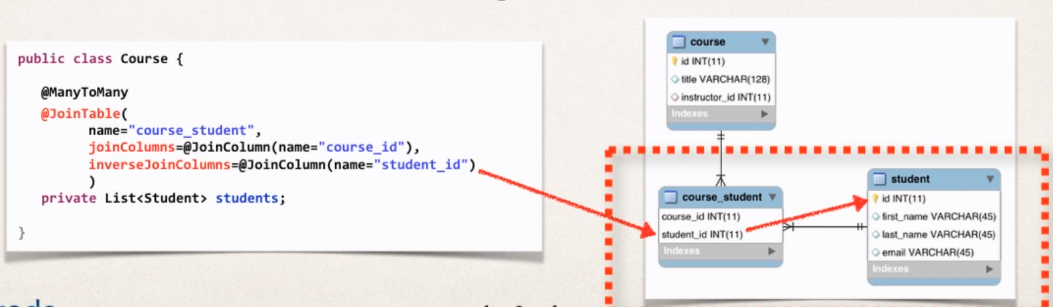 public class Course {
@ManyToMany
@JoinTable(
name="course_student",
joinColumns=@JoinColumn(name="course_id"),
inverseJoinColumns=@JoinColumn(name="student_id")
)
private List<Student> students;
}
course
id INT(11)
title VARCHAR(128)
instructor_id INT(11)
Indexes
course_student
course_id INT(11)
student_id INT(11)
Indexes
student
id INT(11)
first_name VARCHAR(45)
last_name VARCHAR(45)
email VARCHAR(45)
Indexes